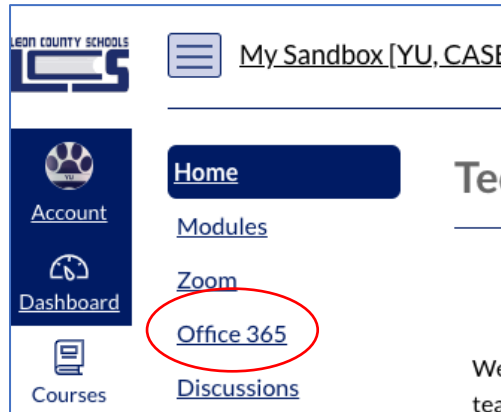 LEON COUNTY SCHOOLS
LCS
My Sandbox [YU, CASE
YU
Account
Dashboard
Courses
Home
Modules
Zoom
Office 365
Discussions
Te
We
tea